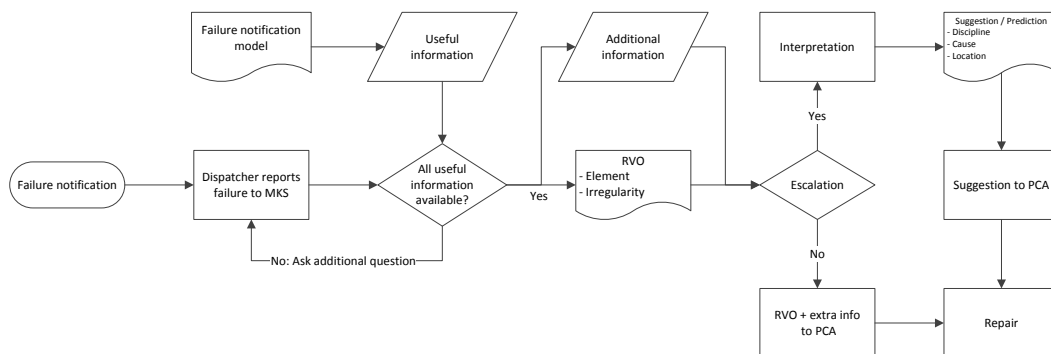 Failure notification
model
Useful
information
Additional
information
Interpretation
Suggestion / Prediction
- Discipline
- Cause
- Location
Yes
Failure notification
Dispatcher reports
failure to MKS
All useful
information
available?
Yes
RVO
- Element
- Irregularity
Escalation
Suggestion to PCA
No: Ask additional question
No
RVO + extra info
to PCA
Repair